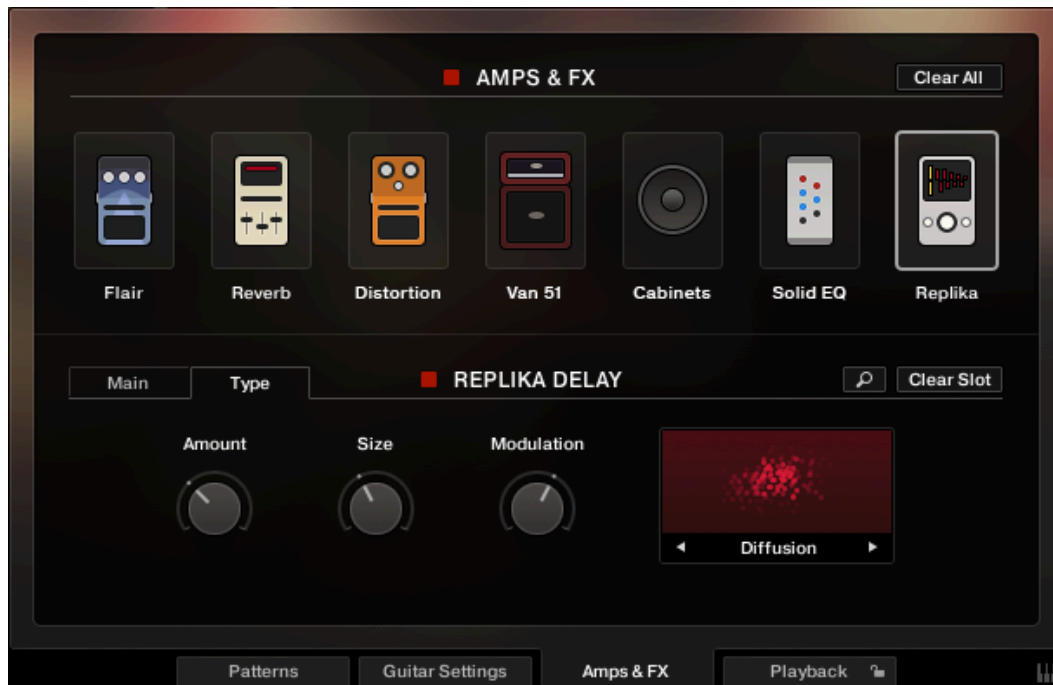 AMPS & FX
Clear All
Flair
Reverb
Distortion
Van 51
Cabinets
Solid EQ
Replika
Main
Type
REPLIKA DELAY
Clear Slot
Amount
Size
Modulation
Diffusion
Patterns
Guitar Settings
Amps & FX
Playback